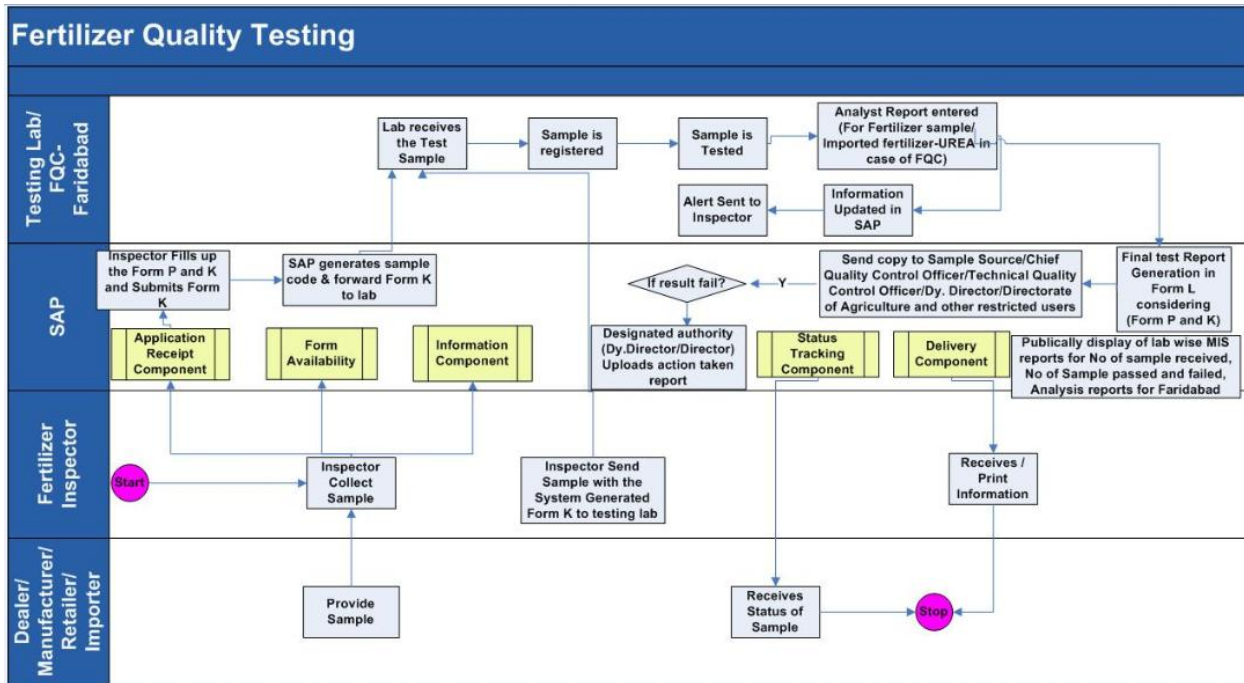 Fertilizer Quality Testing
Testing Lab/
FQC-
Faridabad
Lab receives
the Test
Sample
Sample is
registered
Sample is
Tested
Analyst Report entered
(For Fertilizer sample/
Imported fertilizer-UREA in
case of FQC)
Alert Sent to
Inspector
Information
Updated in
SAP
SAP
Inspector Fills up
the Form P and K
and Submits Form
K
SAP generates sample
code & forward Form K
to lab
If result fail?
Y
Send copy to Sample Source/Chief
Quality Control Officer/Technical Quality
Control Officer/Dy. Director/Directorate
of Agriculture and other restricted users
Final test Report
Generation in
Form L
considering
(Form P and K)
Application
Receipt
Component
Form
Availability
Information
Component
Designated authority
(Dy.Director/Director)
Uploads action taken
report
Status
Tracking
Component
Delivery
Component
Publically display of lab wise MIS
reports for No of sample received,
No of Sample passed and failed,
Analysis reports for Faridabad
Fertilizer
Inspector
Start
Inspector
Collect
Sample
Inspector Send
Sample with the
System Generated
Form K to testing lab
Receives /
Print
Information
Dealer/
Manufacturer/
Retailer/
Importer
Provide
Sample
Receives
Status of
Sample
Stop